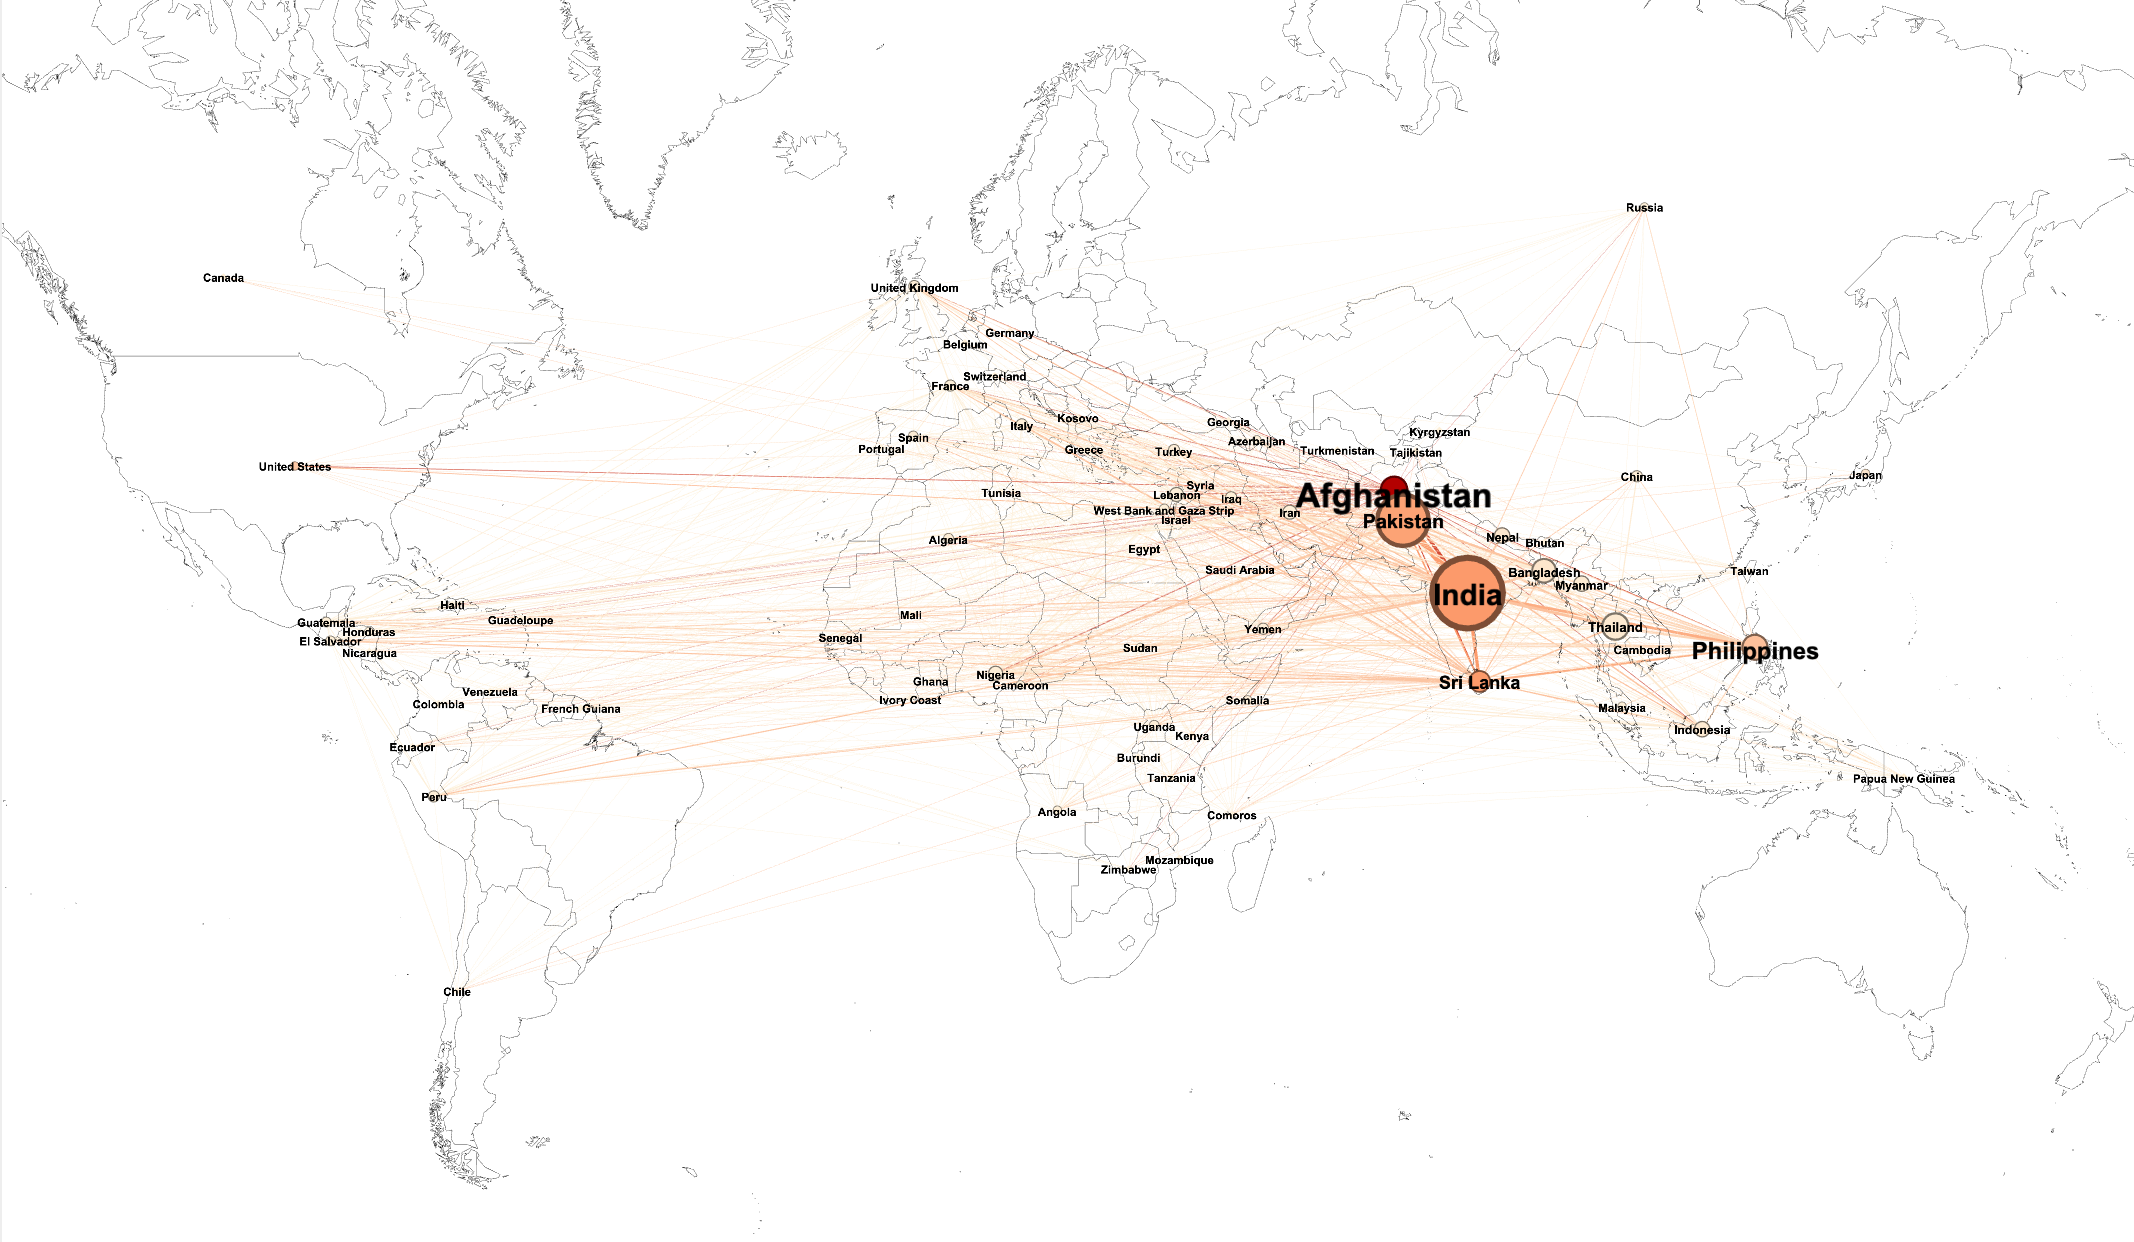 Russia
Canada
United Kingdom
Germany
Belgium
Switzerland
France
Kosovo
Georgia
Italy
Kyrgyzstan
Spain
Azerbaijan
Portugal
Greece
Turkey
Turkmenistan
Tajikistan
United States
China
Japan
Syria
Tunisia
Lebanon
Iraq
Afghanistan
West Bank and Gaza Strip
Iran
Israel
Pakistan
Algeria
Nepal
Bhutan
Egypt
Saudi Arabia
Bangladesh
Taiwan
Myanmar
India
Haiti
Mali
Guadeloupe
Guatemala
Honduras
Yemen
Thailand
El Salvador
Senegal
Nicaragua
Sudan
Cambodia
Philippines
Nigeria
Ghana
Cameroon
Sri Lanka
Venezuela
Ivory Coast
Somalia
Colombia
French Guiana
Malaysia
Uganda
Indonesia
Kenya
Ecuador
Burundi
Tanzania
Papua New Guinea
Peru
Angola
Comoros
Mozambique
Zimbabwe
Chile